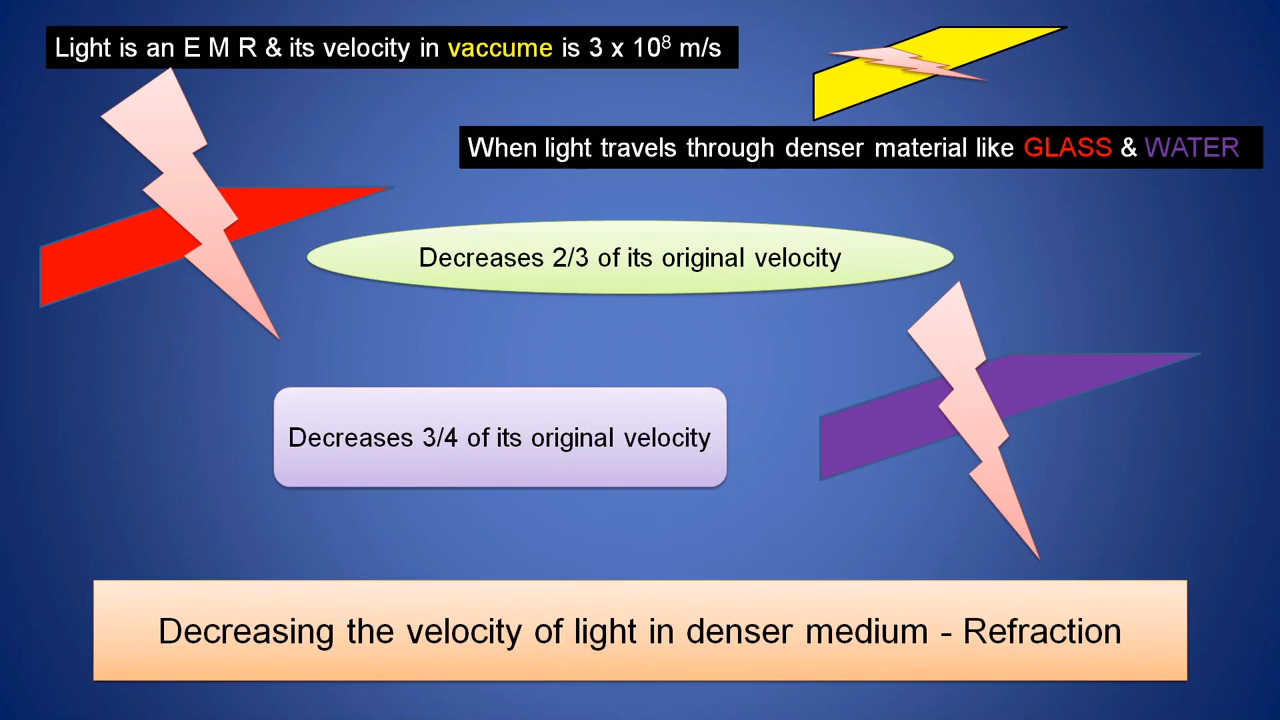 Light is an E M R & its velocity in vaccume is 3 x 10⁸ m/s
When light travels through denser material like GLASS & WATER
Decreases 2/3 of its original velocity
Decreases 3/4 of its original velocity
Decreasing the velocity of light in denser medium - Refraction